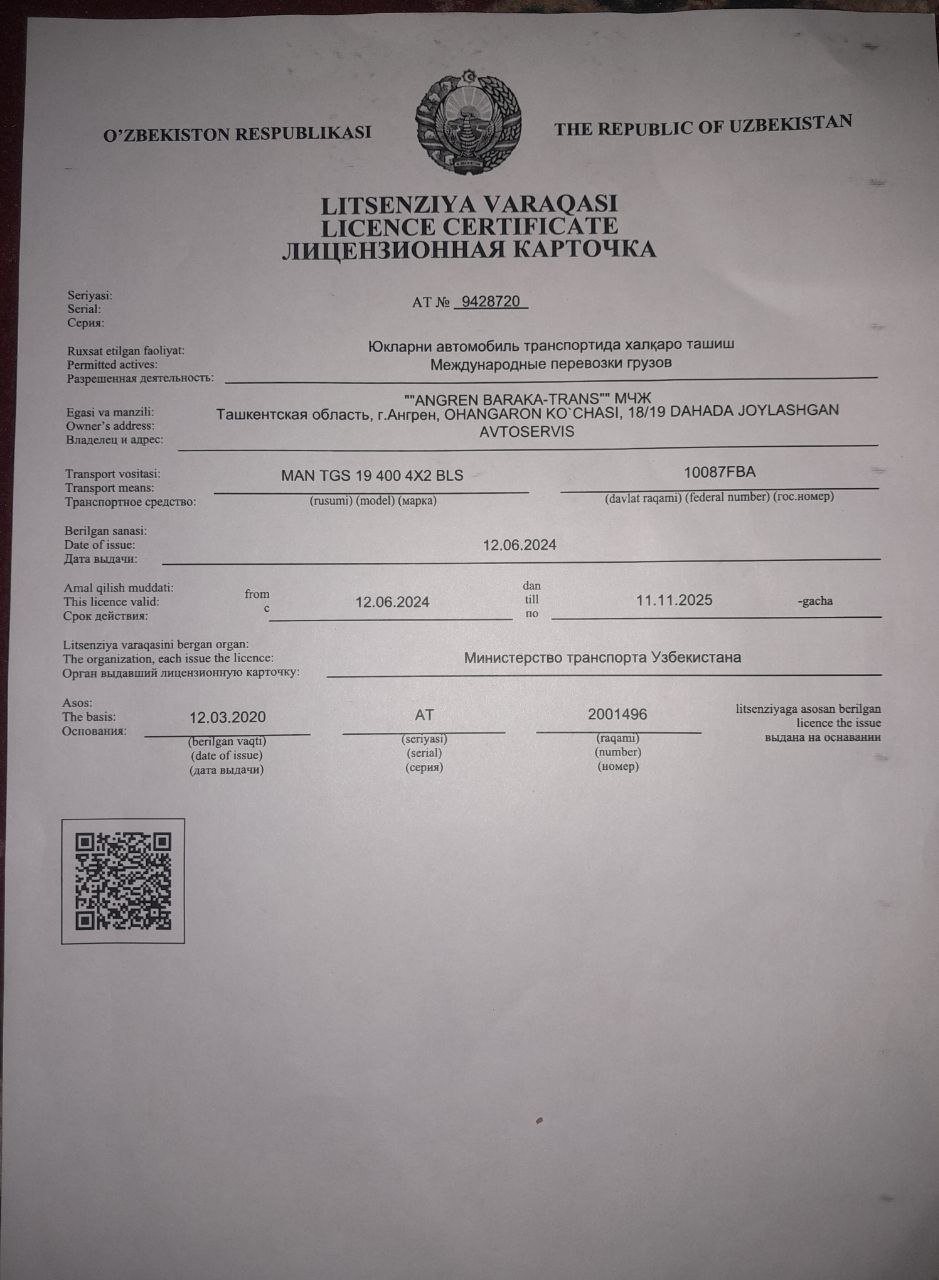 O'ZBEKISTON RESPUBLIKASI
THE REPUBLIC OF UZBEKISTAN
LITSENZIYA VARAQASI
LICENCE CERTIFICATE
ЛИЦЕНЗИОННАЯ КАРТОЧКА
Seriyasi:
Serial:
Серия:
АТ № 9428720
Ruxsat etilgan faoliyat:
Permitted actives:
Разрешенная деятельность:
Юкларни автомобиль транспортида халқаро ташиш
Международные перевозки грузов
Egasi va manzili:
Owner's address:
Владелец и адрес:
""ANGREN BARAKA-TRANS"" МЧЖ
Ташкентская область, г.Ангрен, OHANGARON KO`CHASI, 18/19 DAHADA JOYLASHGAN
AVTOSERVIS
Transport vositasi:
Transport means:
Транспортное средство:
MAN TGS 19 400 4X2 BLS
(rusumi) (model) (марка)
10087FBA
(davlat raqami) (federal number) (гос.номер)
Berilgan sanasi:
Date of issue:
Дата выдачи:
12.06.2024
Amal qilish muddati:
This licence valid:
Срок действия:
from
с
12.06.2024
dan
till
по
11.11.2025
-gacha
Litsenziya varaqasini bergan organ:
The organization, each issue the licence:
Орган выдавший лицензионную карточку:
Министерство транспорта Узбекистана
Asos:
The basis:
Основания:
12.03.2020
(berilgan vaqti)
(date of issue)
(дата выдачи)
АТ
(seriyasi)
(serial)
(серия)
2001496
(raqami)
(number)
(номер)
litsenziyaga asosan berilgan
licence the issue
выдана на оснавании